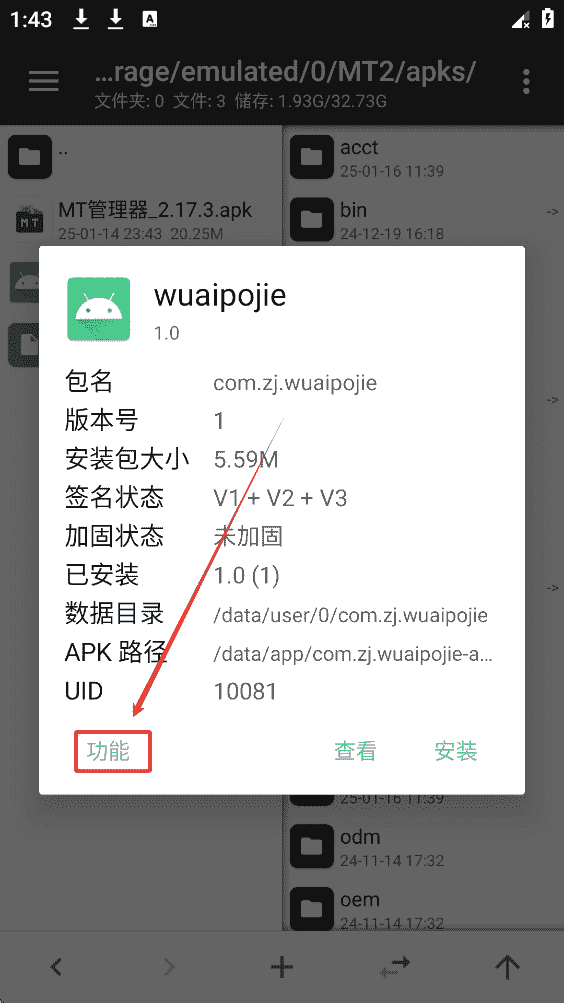 1:43
A
...rage/emulated/0/MT2/apks/
文件夹: 0 文件: 3 储存: 1.93G/32.73G
..
MT
MT管理器_2.17.3.apk
25-01-14 23:43 20.25M
acct
25-01-16 11:39
bin
24-12-19 16:18
->
wuaipojie
1.0
包名 com.zj.wuaipojie
版本号 1
安装包大小 5.59M
签名状态 V1 + V2 + V3
加固状态 未加固
已安装 1.0 (1)
数据目录 /data/user/0/com.zj.wuaipojie
APK 路径 /data/app/com.zj.wuaipojie-a...
UID 10081
功能 查看 安装
->
->
25-01-16 11:39
odm
24-11-14 17:32
oem
24-11-14 17:32